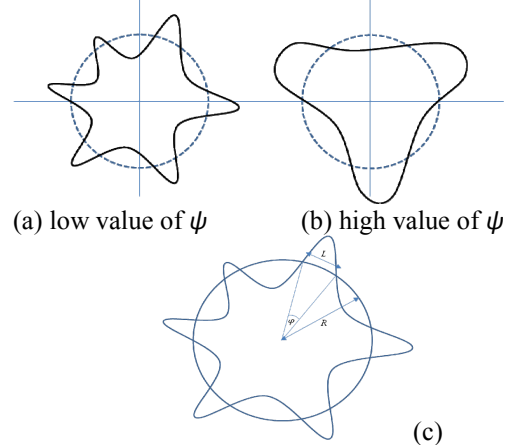 (a) low value of ψ
(b) high value of ψ
L
φ
R
(c)